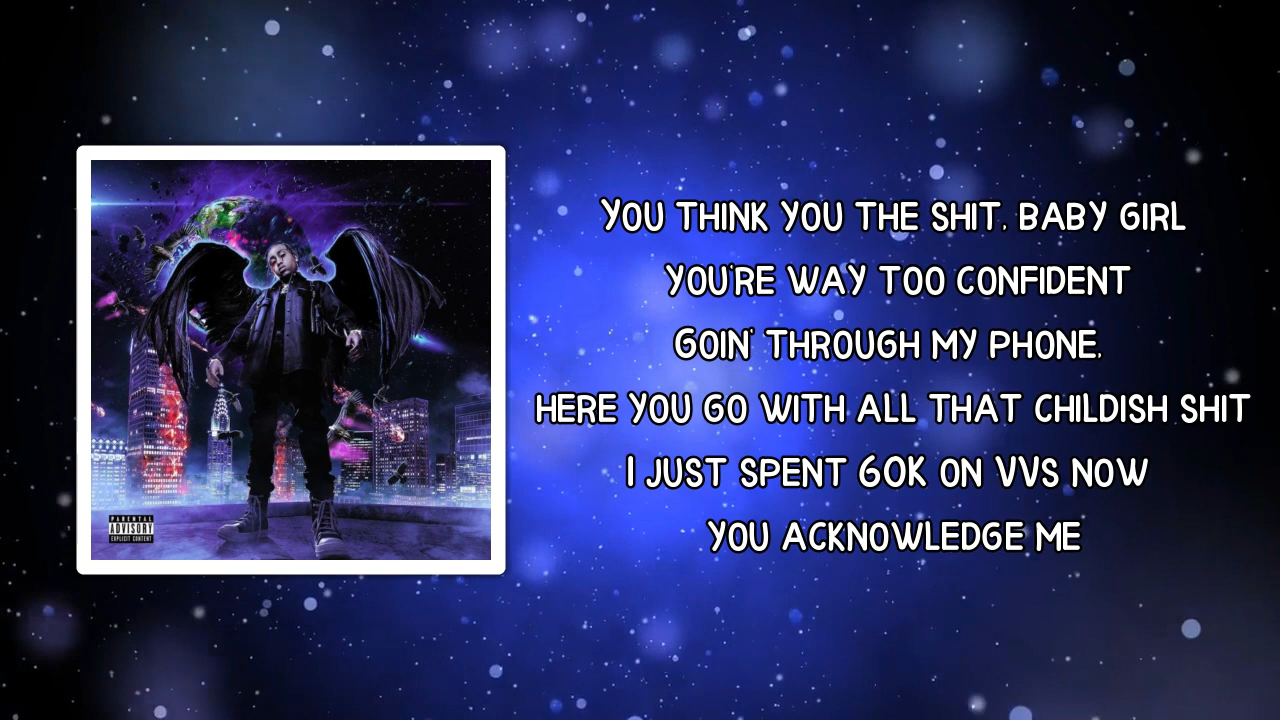 YOU THINK YOU THE SHIT, BABY GIRL
YOU'RE WAY TOO CONFIDENT
GOIN' THROUGH MY PHONE,
HERE YOU GO WITH ALL THAT CHILDISH SHIT
I JUST SPENT 60K ON VVS NOW
YOU ACKNOWLEDGE ME
PARENTAL
ADVISORY
EXPLICIT CONTENT